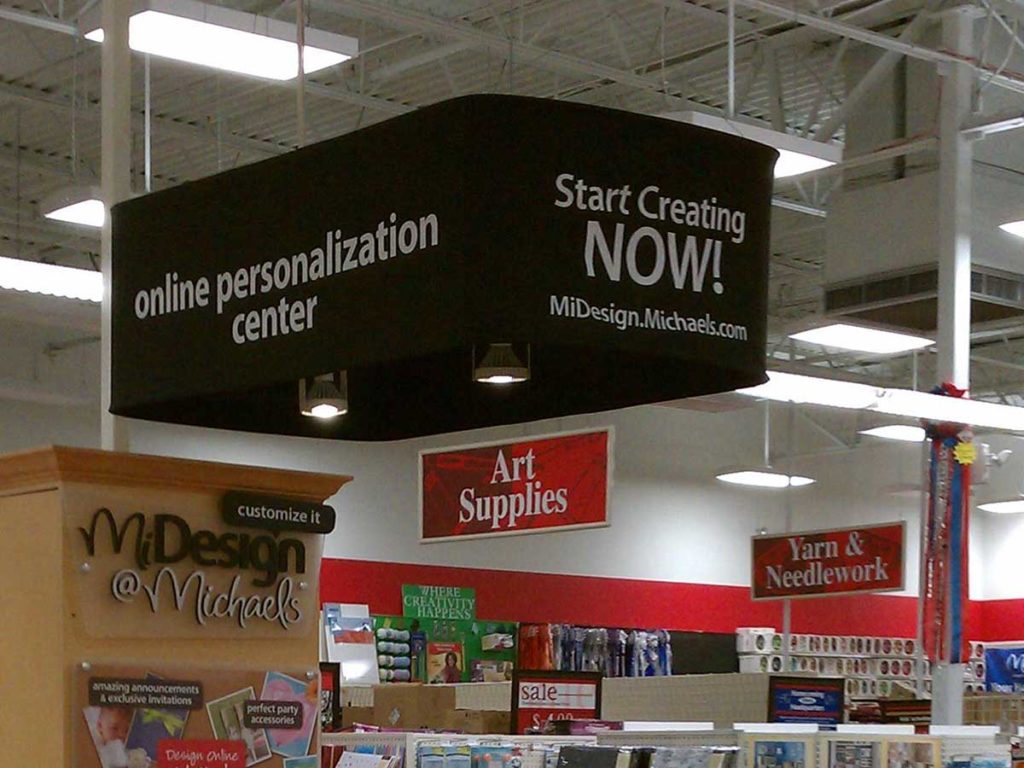 online personalization
center
Start Creating
NOW!
MiDesign.Michaels.com
Art
Supplies
Yarn &
Needlework
customize it
MiDesign
@Michaels
WHERE
CREATIVITY
HAPPENS
sale
amazing announcements
& exclusive invitations
perfect party
accessories
Design Online